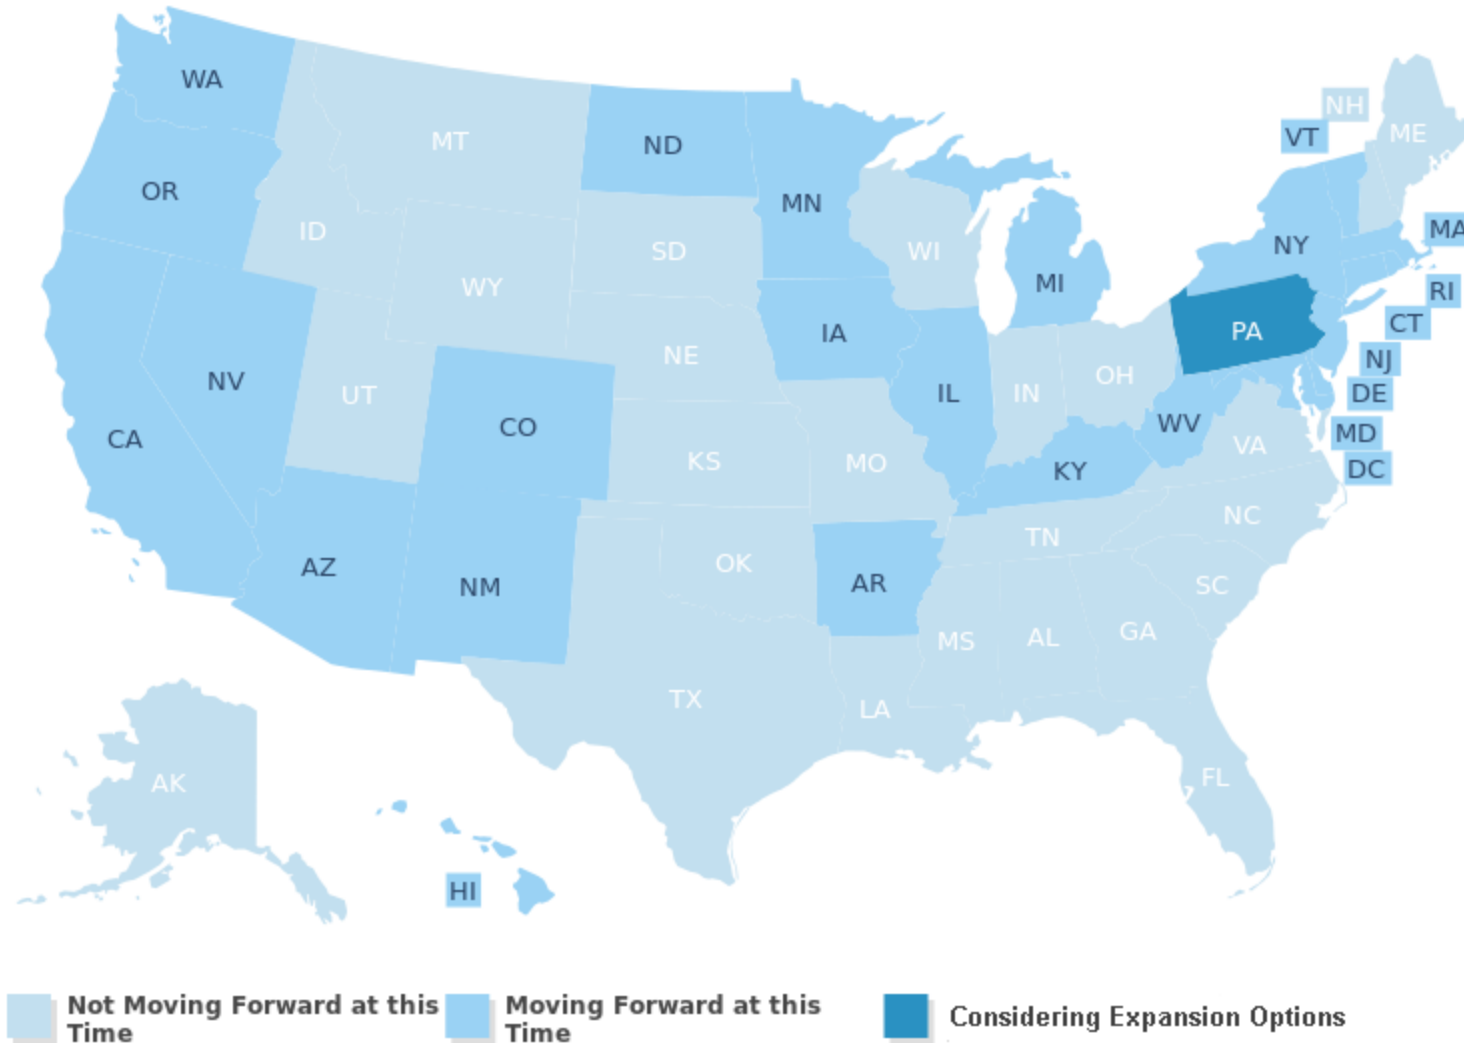 WA
NH
VT
ME
MT
ND
OR
MN
ID
SD
WI
NY
MA
WY
MI
RI
CT
IA
PA
NE
NJ
NV
UT
CO
IL
IN
OH
DE
CA
KS
MO
KY
WV
VA
MD
DC
NC
TN
AZ
NM
OK
AR
SC
MS
AL
GA
TX
LA
AK
FL
HI
Not Moving Forward at this
Time
Moving Forward at this
Time
Considering Expansion Options